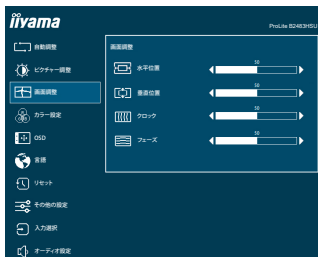 iiyama
ProLite B2483HSU
自動調整
画面調整
ピクチャー調整
水平位置
50
画面調整
垂直位置
50
カラー設定
クロック
50
OSD
フェーズ
50
言語
リセット
その他の設定
入力選択
オーディオ設定